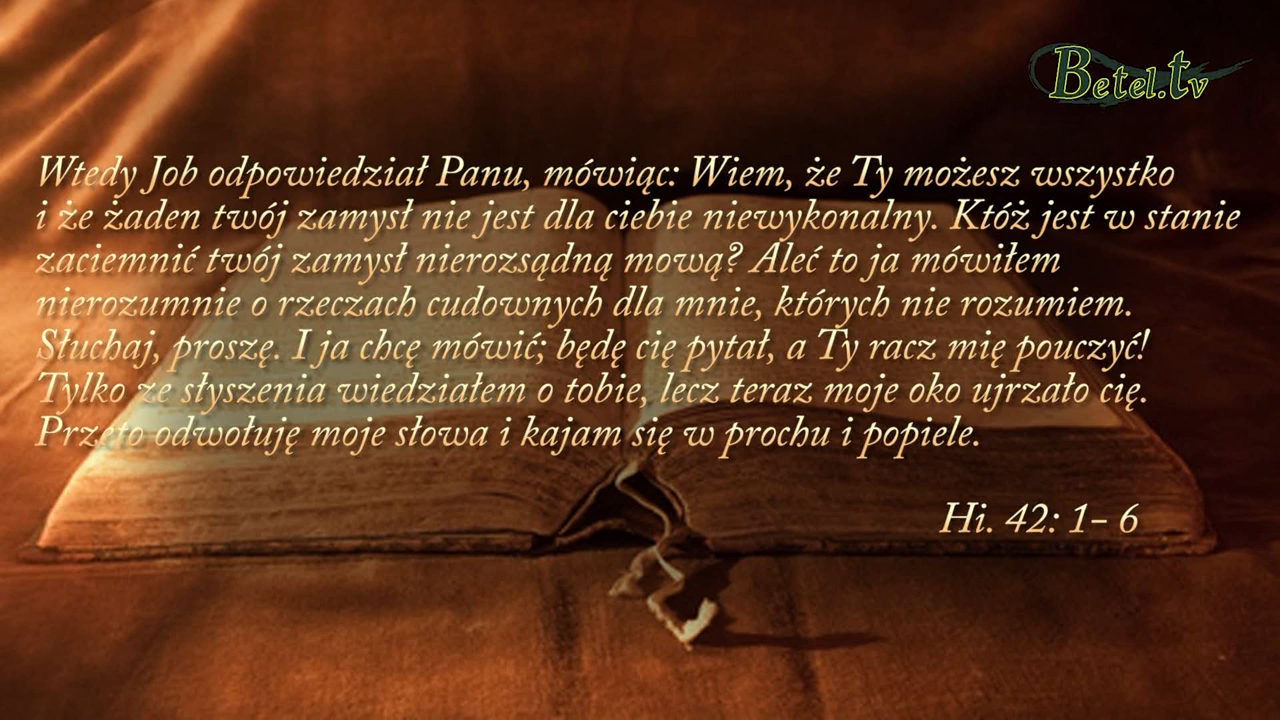 Betel.tv
Wtedy Job odpowiedział Panu, mówiąc: Wiem, że Ty możesz wszystko
i że żaden twój zamysł nie jest dla ciebie niewykonalny. Któż jest w stanie
zaciemnić twój zamysł nierozsądną mową? Aleć to ja mówiłem
nierozumnie o rzeczach cudownych dla mnie, których nie rozumiem.
Słuchaj, proszę. I ja chcę mówić; będę cię pytał, a Ty racz mię pouczyć!
Tylko ze słyszenia wiedziałem o tobie, lecz teraz moje oko ujrzało cię.
Przeto odwołuję moje słowa i kajam się w prochu i popiele.
Hi. 42: 1- 6